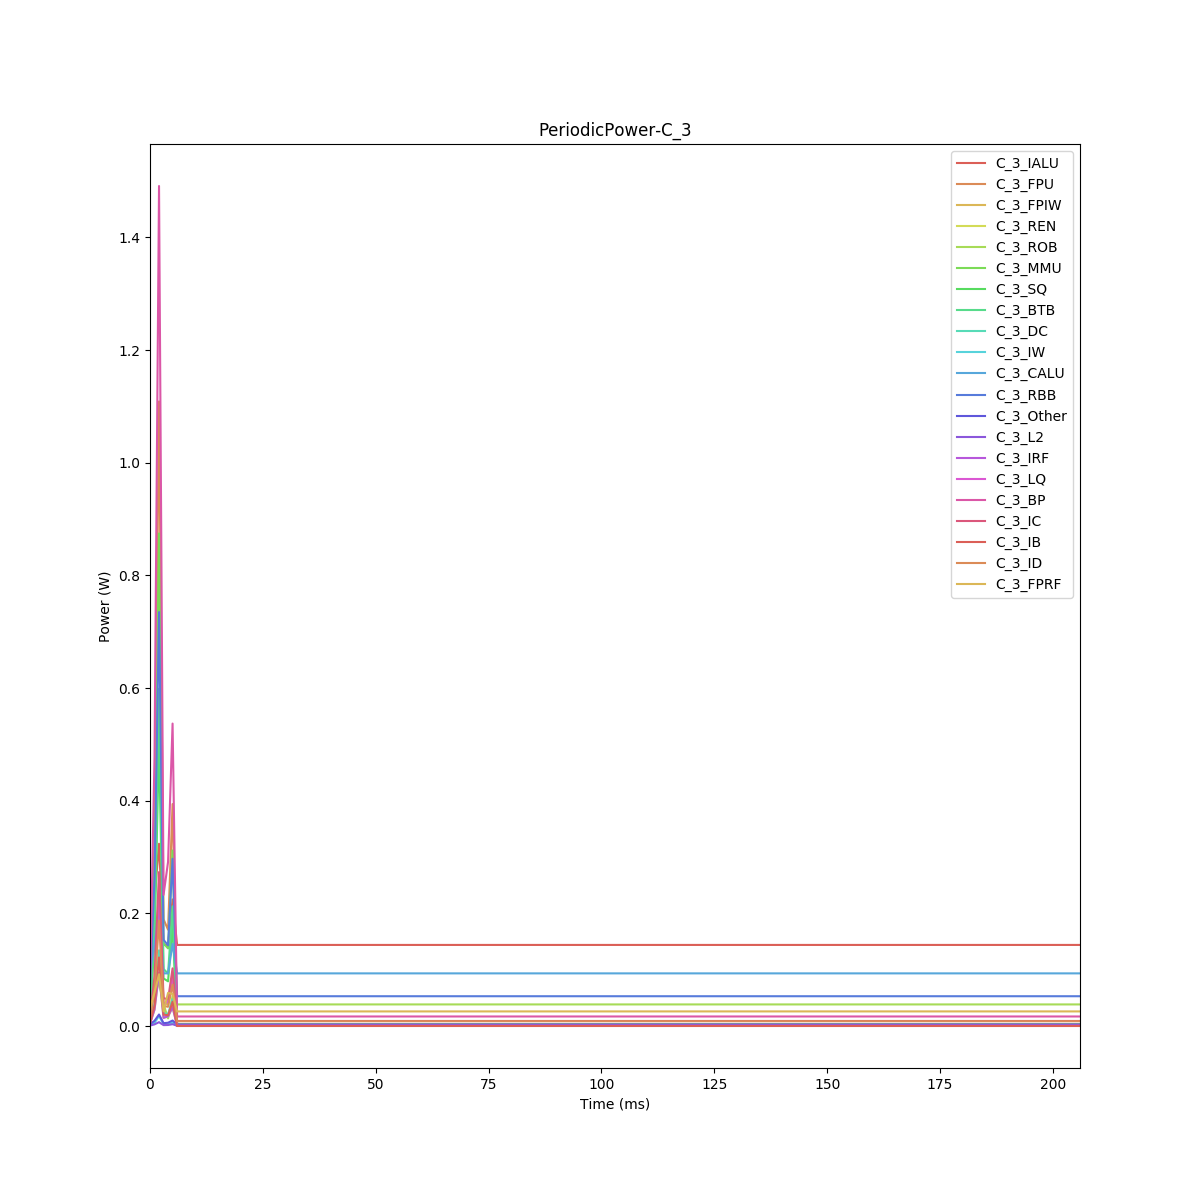 PeriodicPower-C_3
C_3_IALU
C_3_FPU
C_3_FPIW
C_3_REN
C_3_ROB
C_3_MMU
C_3_SQ
C_3_BTB
C_3_DC
C_3_IW
C_3_CALU
C_3_RBB
C_3_Other
C_3_L2
C_3_IRF
C_3_LQ
C_3_BP
C_3_IC
C_3_IB
C_3_ID
C_3_FPRF
1.4
1.2
1.0
0.8
0.6
0.4
0.2
0.0
Power (W)
0 25 50 75 100 125 150 175 200
Time (ms)